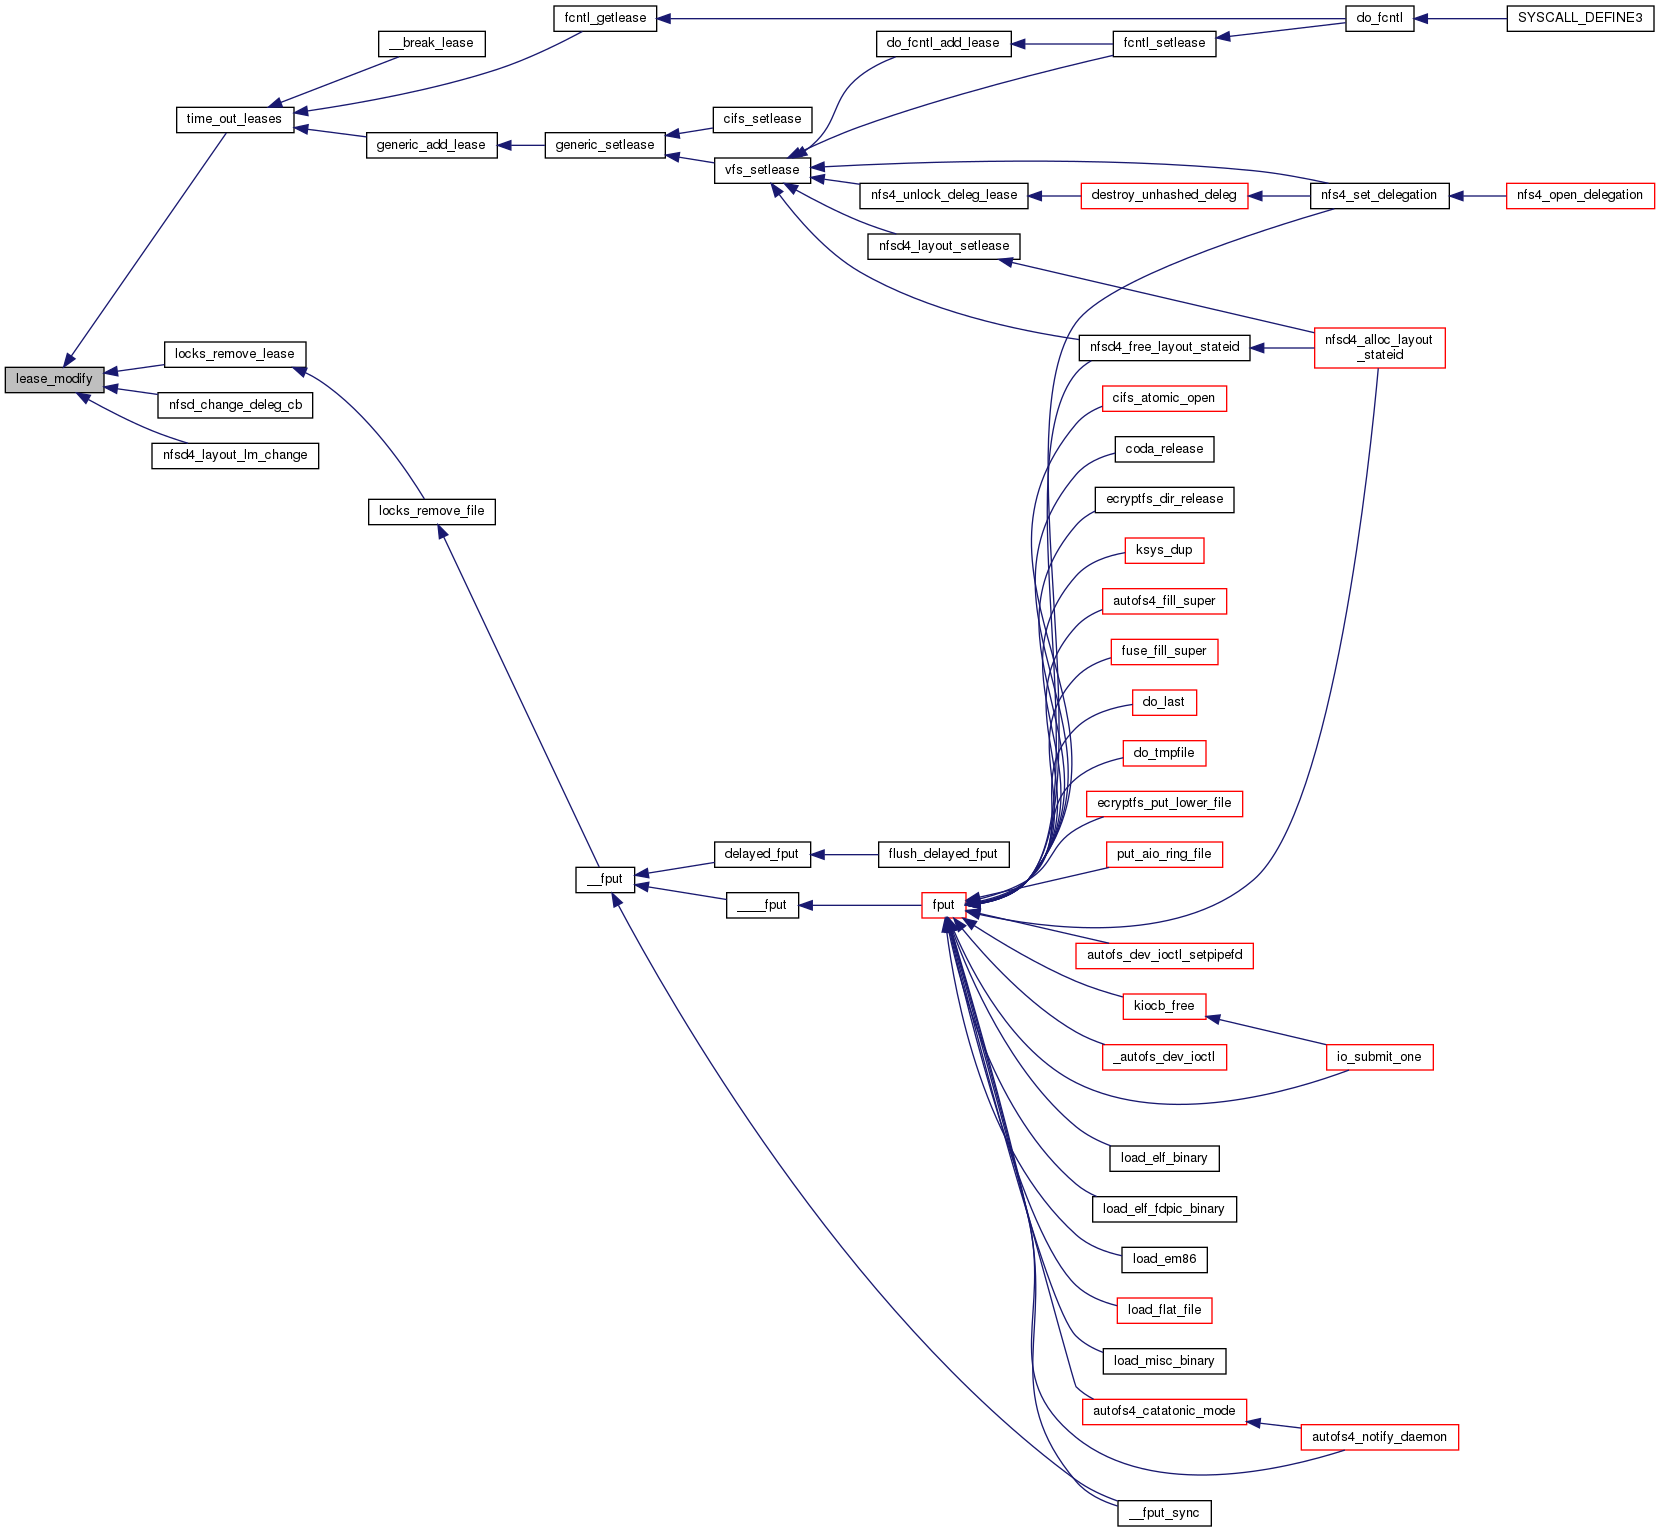 fcntl_getlease
do_fcntl
SYSCALL_DEFINE3
__break_lease
do_fcntl_add_lease
fcntl_setlease
time_out_leases
cifs_setlease
generic_add_lease
generic_setlease
vfs_setlease
nfs4_unlock_deleg_lease
destroy_unhashed_deleg
nfs4_set_delegation
nfs4_open_delegation
nfsd4_layout_setlease
nfsd4_free_layout_stateid
nfsd4_alloc_layout
_stateid
locks_remove_lease
lease_modify
nfsd_change_deleg_cb
nfsd4_layout_lm_change
cifs_atomic_open
coda_release
ecryptfs_dir_release
locks_remove_file
ksys_dup
autofs4_fill_super
fuse_fill_super
do_last
do_tmpfile
ecryptfs_put_lower_file
delayed_fput
flush_delayed_fput
put_aio_ring_file
__fput
____fput
fput
autofs_dev_ioctl_setpipefd
kiocb_free
_autofs_dev_ioctl
io_submit_one
load_elf_binary
load_elf_fdpic_binary
load_em86
load_flat_file
load_misc_binary
autofs4_catatonic_mode
autofs4_notify_daemon
__fput_sync